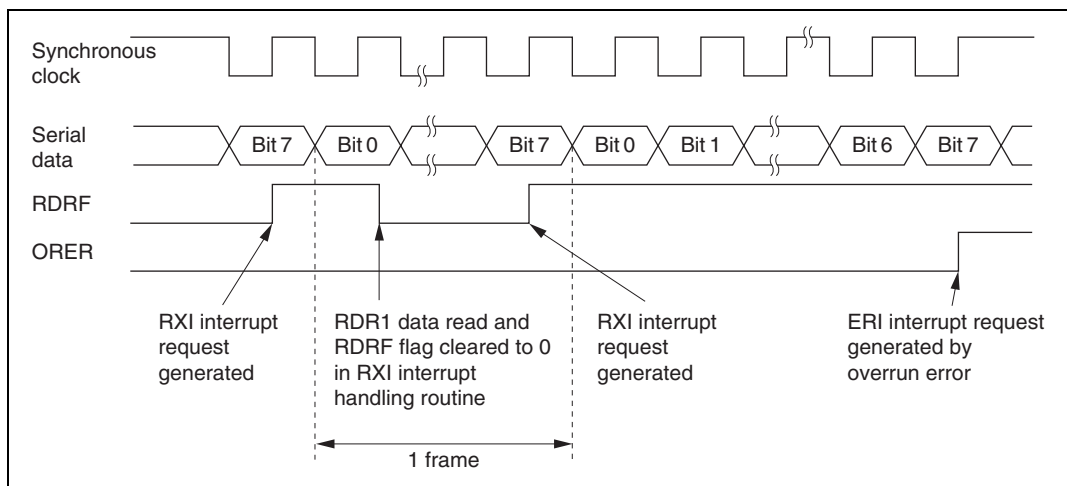 Synchronous
clock
Serial
data
Bit 7
Bit 0
Bit 7
Bit 0
Bit 1
Bit 6
Bit 7
RDRF
ORER
RXI interrupt
request
generated
RDR1 data read and
RDRF flag cleared to 0
in RXI interrupt
handling routine
RXI interrupt
request
generated
ERI interrupt request
generated by
overrun error
1 frame